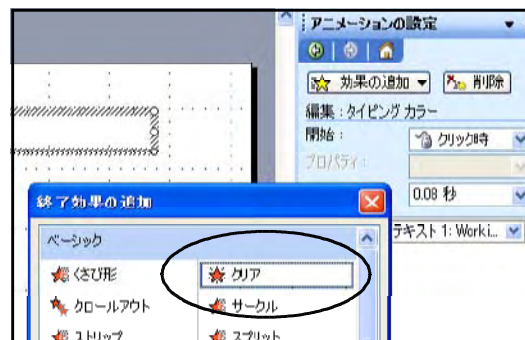 アニメーションの設定
効果の追加 削除
編集：タイピング カラー
開始： クリック時
プロパティ：
0.08 秒
テキスト 1: Worki...
終了効果の追加
ベーシック
くさび形 クリア
クロールアウト サークル
ストリップ スプリット